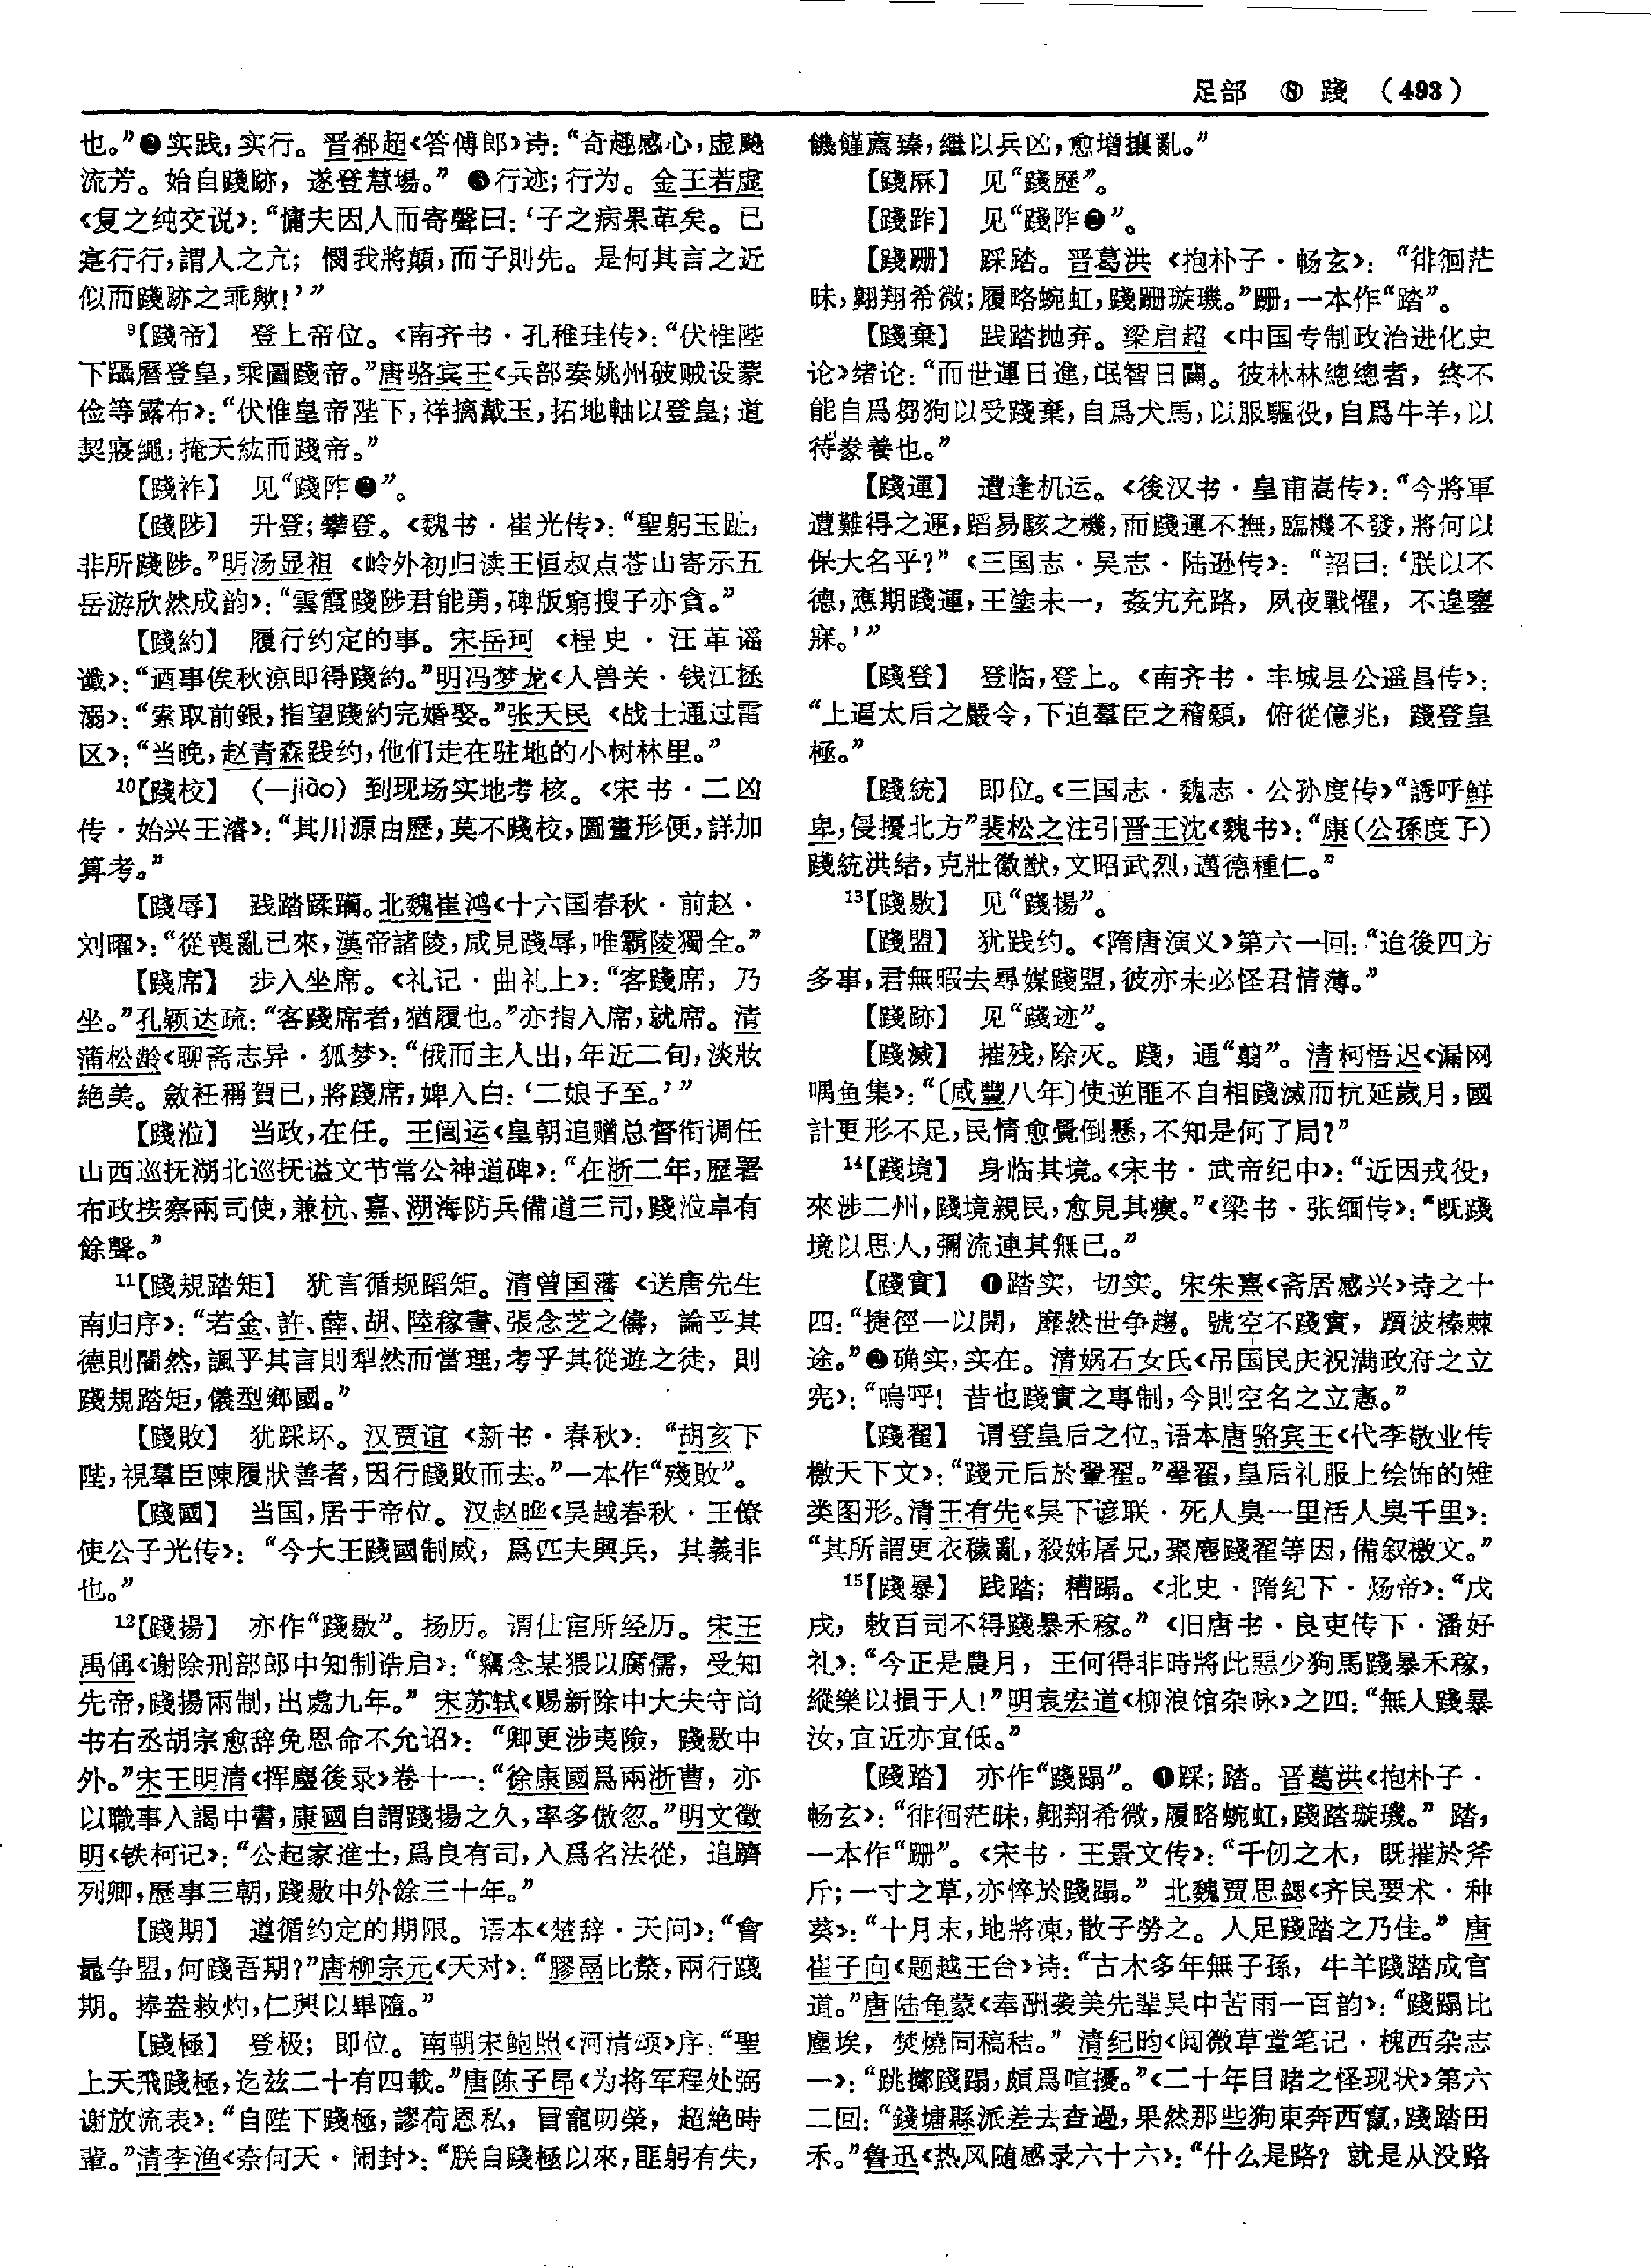 足部　⑧　踐　（493）
也。”❷实践，实行。晋郗超《答傅郎》诗：“奇趣感心，虚飏
流芳。始自踐跡，遂登慧場。”❸行迹；行为。金王若虚
《复之纯交说》：“傭夫因人而寄聲曰：‘子之病果革矣。已
寔行行，謂人之亢；憫我將顛，而子則先。是何其言之近
似而踐跡之乖歟！’”
⁹【踐帝】　登上帝位。《南齐书·孔稚珪传》：“伏惟陛
下躡曆登皇，乘圖踐帝。”唐骆宾王《兵部奏姚州破贼设蒙
俭等露布》：“伏惟皇帝陛下，祥摛戴玉，拓地軸以登皇；道
契寢繩，掩天紘而踐帝。”
【踐祚】　见“踐阼❷”。
【踐陟】　升登；攀登。《魏书·崔光传》：“聖躬玉趾，
非所踐陟。”明汤显祖《岭外初归读王恒叔点苍山寄示五
岳游欣然成韵》：“雲霞踐陟君能勇，碑版窮搜子亦貪。”
【踐約】　履行约定的事。宋岳珂《桯史·汪革谣
谶》：“迺事俟秋凉即得踐約。”明冯梦龙《人兽关·钱江拯
溺》：“索取前銀，指望踐約完婚娶。”张天民《战士通过雷
区》：“当晚，赵青森践约，他们走在驻地的小树林里。”
¹⁰【踐校】　（—jiào）到现场实地考核。《宋书·二凶
传·始兴王濬》：“其川源由歷，莫不踐校，圖畫形便，詳加
算考。”
【踐辱】　践踏蹂躏。北魏崔鸿《十六国春秋·前赵·
刘曜》：“從喪亂已來，漢帝諸陵，咸見踐辱，唯霸陵獨全。”
【踐席】　步入坐席。《礼记·曲礼上》：“客踐席，乃
坐。”孔颖达疏：“客踐席者，猶履也。”亦指入席，就席。清
蒲松龄《聊斋志异·狐梦》：“俄而主人出，年近二旬，淡妝
絶美。斂衽稱賀已，將踐席，婢入白：‘二娘子至。’”
【踐涖】　当政，在任。王闿运《皇朝追赠总督衔调任
山西巡抚湖北巡抚谥文节常公神道碑》：“在浙二年，歷署
布政按察兩司使，兼杭、嘉、湖海防兵備道三司，踐涖卓有
餘聲。”
¹¹【踐規踏矩】　犹言循规蹈矩。清曾国藩《送唐先生
南归序》：“若金、許、薛、胡、陸稼書、張念芝之儔，論乎其
德則闇然，諷乎其言則犁然而當理，考乎其從遊之徒，則
踐規踏矩，儀型鄉國。”
【踐敗】　犹踩坏。汉贾谊《新书·春秋》：“胡亥下
陛，視羣臣陳履狀善者，因行踐敗而去。”一本作“殘敗”。
【踐國】　当国，居于帝位。汉赵晔《吴越春秋·王僚
使公子光传》：“今大王踐國制威，爲匹夫興兵，其義非
也。”
¹²【踐揚】　亦作“踐敭”。扬历。谓仕宦所经历。宋王
禹偁《谢除刑部郎中知制诰启》：“竊念某猥以腐儒，受知
先帝，踐揚兩制，出處九年。”宋苏轼《赐新除中大夫守尚
书右丞胡宗愈辞免恩命不允诏》：“卿更涉夷險，踐敭中
外。”宋王明清《挥麈後录》卷十一：“徐康國爲兩浙曹，亦
以職事入謁中書，康國自謂踐揚之久，率多傲忽。”明文徵
明《铁柯记》：“公起家進士，爲良有司，入爲名法從，追躋
列卿，歷事三朝，踐敭中外餘三十年。”
【踐期】　遵循约定的期限。语本《楚辞·天问》：“會
鼂争盟，何踐吾期？”唐柳宗元《天对》：“膠鬲比漦，兩行踐
期。捧盎救灼，仁興以畢隨。”
【踐極】　登极；即位。南朝宋鲍照《河清颂》序：“聖
上天飛踐極，迄兹二十有四載。”唐陈子昂《为将军程处弼
谢放流表》：“自陛下踐極，謬荷恩私，冒寵叨榮，超絶時
輩。”清李渔《奈何天·闹封》：“朕自踐極以來，匪躬有失，
饑饉薦臻，繼以兵凶，愈增攘亂。”
【踐厤】　见“踐歷”。
【踐跓】　见“踐阼❷”。
【踐跚】　踩踏。晋葛洪《抱朴子·畅玄》：“徘徊茫
昧，翱翔希微；履略蜿虹，踐跚璇璣。”跚，一本作“踏”。
【踐棄】　践踏抛弃。梁启超《中国专制政治进化史
论》绪论：“而世運日進，氓智日闢。彼林林總總者，终不
能自爲芻狗以受踐棄，自爲犬馬，以服驅役，自爲牛羊，以
待豢養也。”
【踐運】　遭逢机运。《後汉书·皇甫嵩传》：“今將軍
遭難得之運，蹈易駭之機，而踐運不撫，臨機不發，將何以
保大名乎？”《三国志·吴志·陆逊传》：“詔曰：‘朕以不
德，應期踐運，王塗未一，姦宄充路，夙夜戰懼，不遑鑒
寐。’”
【踐登】　登临，登上。《南齐书·丰城县公遥昌传》：
“上逼太后之嚴令，下迫羣臣之稽顙，俯從億兆，踐登皇
極。”
【踐統】　即位。《三国志·魏志·公孙度传》“誘呼鲜
卑，侵擾北方”裴松之注引晋王沈《魏书》：“康（公孫度子）
踐統洪緒，克壯徽猷，文昭武烈，邁德種仁。”
¹³【踐敭】　见“踐揚”。
【踐盟】　犹践约。《隋唐演义》第六一回：“迨後四方
多事，君無暇去尋媒踐盟，彼亦未必怪君情薄。”
【踐跡】　见“踐迹”。
【踐滅】　摧残，除灭。踐，通“翦”。清柯悟迟《漏网
喁鱼集》：“〔咸豐八年〕使逆匪不自相踐滅而抗延歲月，國
計更形不足，民情愈覺倒懸，不知是何了局？”
¹⁴【踐境】　身临其境。《宋书·武帝纪中》：“近因戎役，
來涉二州，踐境親民，愈見其瘼。”《梁书·张缅传》：“既踐
境以思人，彌流連其無已。”
【踐實】　❶踏实，切实。宋朱熹《斋居感兴》诗之十
四：“捷徑一以開，靡然世争趨。號空不踐實，躓彼榛棘
途。”❷确实，实在。清娲石女氏《吊国民庆祝满政府之立
宪》：“嗚呼！昔也踐實之專制，今則空名之立憲。”
【踐翟】　谓登皇后之位。语本唐骆宾王《代李敬业传
檄天下文》：“踐元后於翬翟。”翬翟，皇后礼服上绘饰的雉
类图形。清王有先《吴下谚联·死人臭一里活人臭千里》：
“其所謂更衣穢亂，殺姊屠兄，聚麀踐翟等因，備叙檄文。”
¹⁵【踐暴】　践踏；糟蹋。《北史·隋纪下·炀帝》：“戊
戌，敕百司不得踐暴禾稼。”《旧唐书·良吏传下·潘好
礼》：“今正是農月，王何得非時將此惡少狗馬踐暴禾稼，
縱樂以損于人！”明袁宏道《柳浪馆杂咏》之四：“無人踐暴
汝，宜近亦宜低。”
【踐踏】　亦作“踐蹋”。❶踩；踏。晋葛洪《抱朴子·
畅玄》：“徘徊茫昧，翱翔希微，履略蜿虹，踐踏璇璣。”踏，
一本作“跚”。《宋书·王景文传》：“千仞之木，既摧於斧
斤；一寸之草，亦悴於踐蹋。”北魏贾思勰《齐民要术·种
葵》：“十月末，地將凍，散子勞之。人足踐踏之乃佳。”唐
崔子向《题越王台》诗：“古木多年無子孫，牛羊踐踏成官
道。”唐陆龟蒙《奉酬袭美先辈吴中苦雨一百韵》：“踐蹋比
塵埃，焚燒同稿秸。”清纪昀《阅微草堂笔记·槐西杂志
一》：“跳擲踐蹋，頗爲喧擾。”《二十年目睹之怪现状》第六
二回：“錢塘縣派差去查過，果然那些狗東奔西竄，踐踏田
禾。”鲁迅《热风随感录六十六》：“什么是路？就是从没路